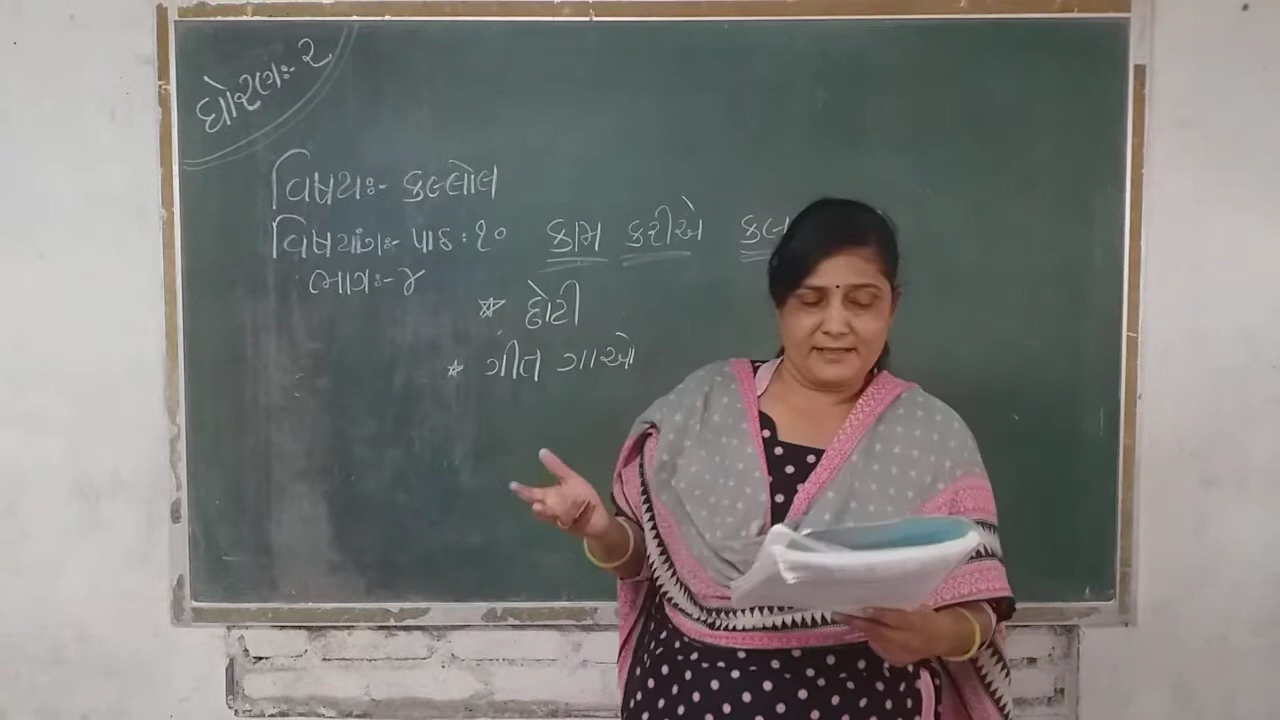 ધોરણઃ- ૨
વિષયઃ- કલ્લોલ
વિષયાંગઃ- પાઠઃ૧૦ કામ કરીએ
ભાગઃ- ૪
* હોટી
* ગીત ગાઓ